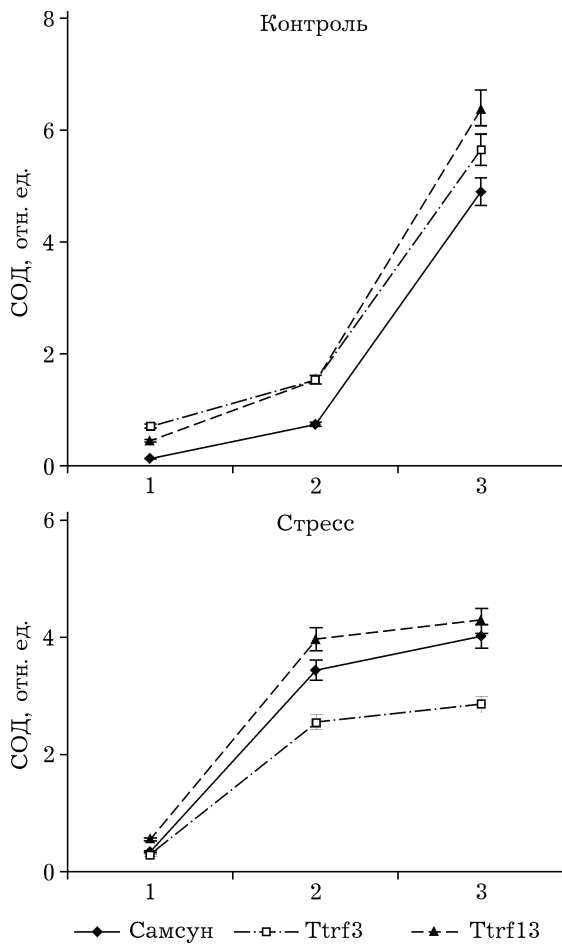 Контроль
8
6
4
2
0
СОД, отн. ед.
1 2 3
Стресс
6
4
2
0
СОД, отн. ед.
1 2 3
Самсун Ttrf3 Ttrf13